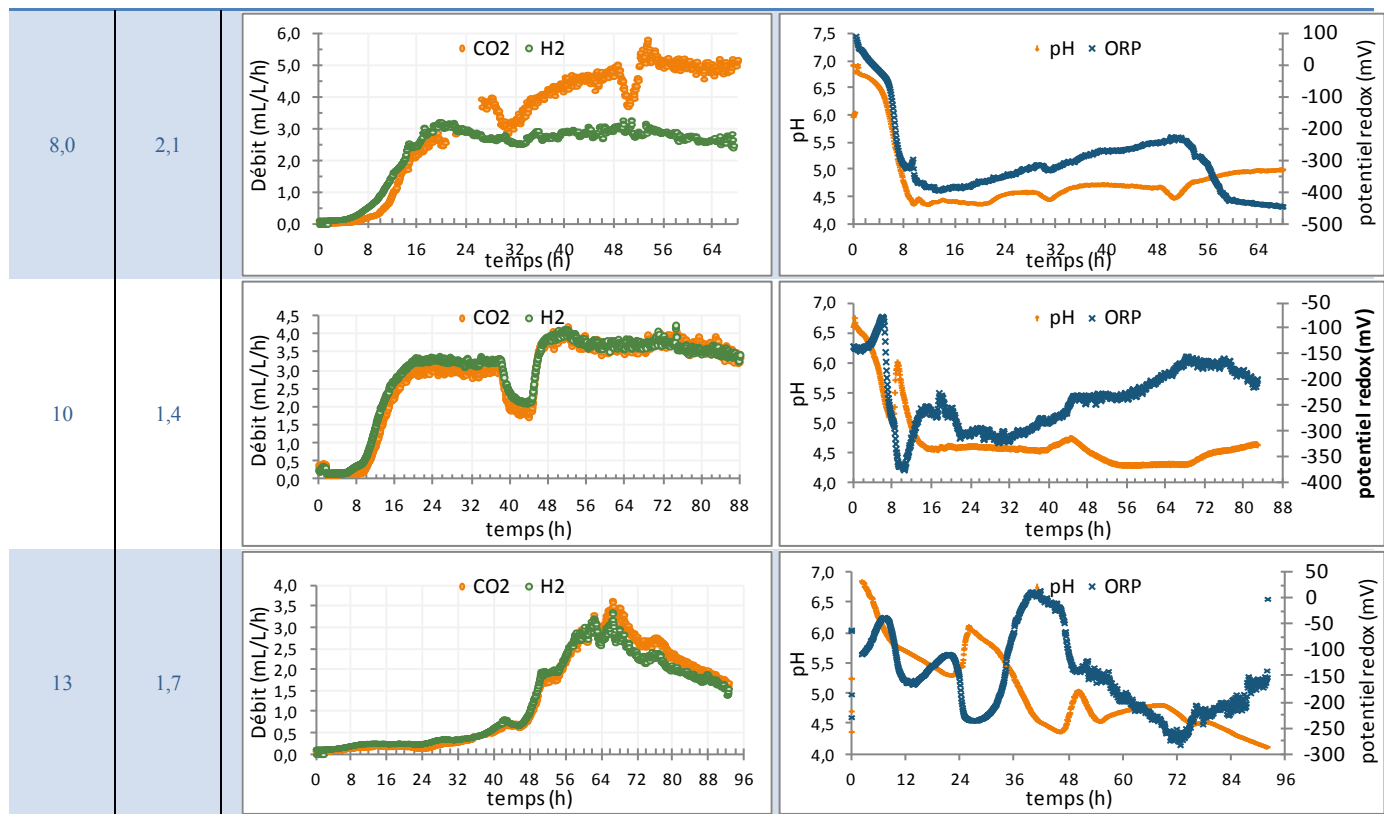 8,0
2,1
6,0
5,0
4,0
3,0
2,0
1,0
0,0
Débit (mL/L/h)
CO2 H2
0 8 16 24 32 40 48 56 64
temps (h)
7,5
7,0
6,5
6,0
5,5
5,0
4,5
4,0
pH
pH ORP
100
0
-100
-200
-300
-400
-500
potentiel redox (mV)
0 8 16 24 32 40 48 56 64
temps (h)
10
1,4
4,5
4,0
3,5
3,0
2,5
2,0
1,5
1,0
0,5
0,0
Débit (mL/L/h)
CO2 H2
0 8 16 24 32 40 48 56 64 72 80 88
temps (h)
7,0
6,5
6,0
5,5
5,0
4,5
4,0
pH
pH ORP
-50
-100
-150
-200
-250
-300
-350
-400
potentiel redox (mV)
0 8 16 24 32 40 48 56 64 72 80 88
temps (h)
13
1,7
4,0
3,5
3,0
2,5
2,0
1,5
1,0
0,5
0,0
Débit (mL/L/h)
CO2 H2
0 8 16 24 32 40 48 56 64 72 80 88 96
temps (h)
7,0
6,5
6,0
5,5
5,0
4,5
4,0
pH
pH ORP
50
0
-50
-100
-150
-200
-250
-300
potentiel redox (mV)
0 12 24 36 48 60 72 84 96
temps (h)